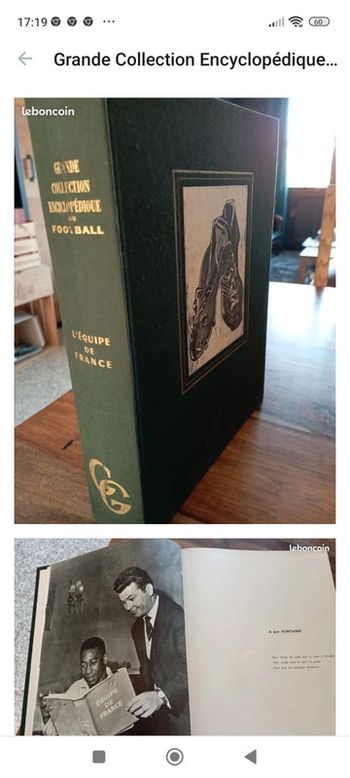 17:19
60
Grande Collection Encyclopédique...
leboncoin
GRANDE
COLLECTION
ENCYCLOPÉDIQUE
DU
FOOTBALL
L'ÉQUIPE
DE
FRANCE
leboncoin
ÉQUIPE
DE
FRANCE
A Just FONTAINE